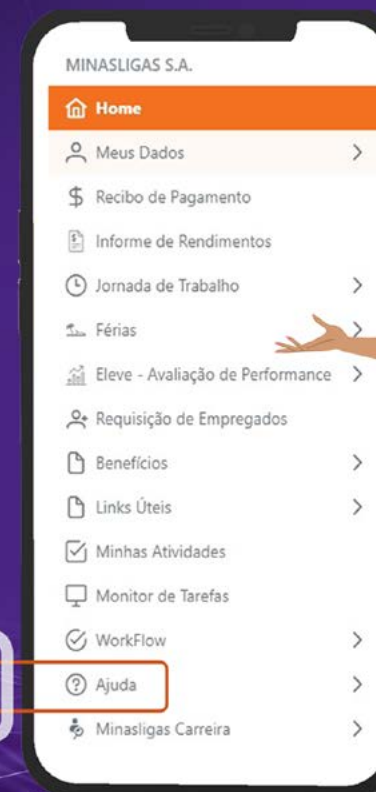 MINASLIGAS S.A.
Home
Meus Dados
Recibo de Pagamento
Informe de Rendimentos
Jornada de Trabalho
Férias
Eleve - Avaliação de Performance
Requisição de Empregados
Benefícios
Links Úteis
Minhas Atividades
Monitor de Tarefas
WorkFlow
Ajuda
Minasligas Carreira